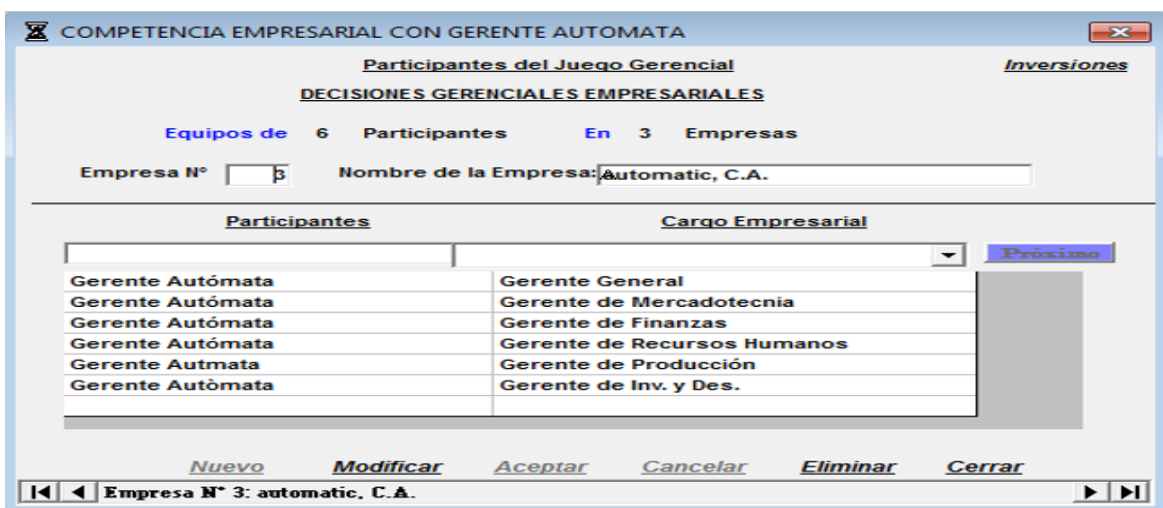 COMPETENCIA EMPRESARIAL CON GERENTE AUTOMATA
Participantes del Juego Gerencial Inversiones
DECISIONES GERENCIALES EMPRESARIALES
Equipos de 6 Participantes En 3 Empresas
Empresa N° 3 Nombre de la Empresa: Automatic, C.A.
Participantes Cargo Empresarial
Próximo
Gerente Autómata Gerente General
Gerente Autómata Gerente de Mercadotecnia
Gerente Autómata Gerente de Finanzas
Gerente Autómata Gerente de Recursos Humanos
Gerente Autmata Gerente de Producción
Gerente Autòmata Gerente de Inv. y Des.
Nuevo Modificar Aceptar Cancelar Eliminar Cerrar
Empresa N° 3: automatic, C.A.